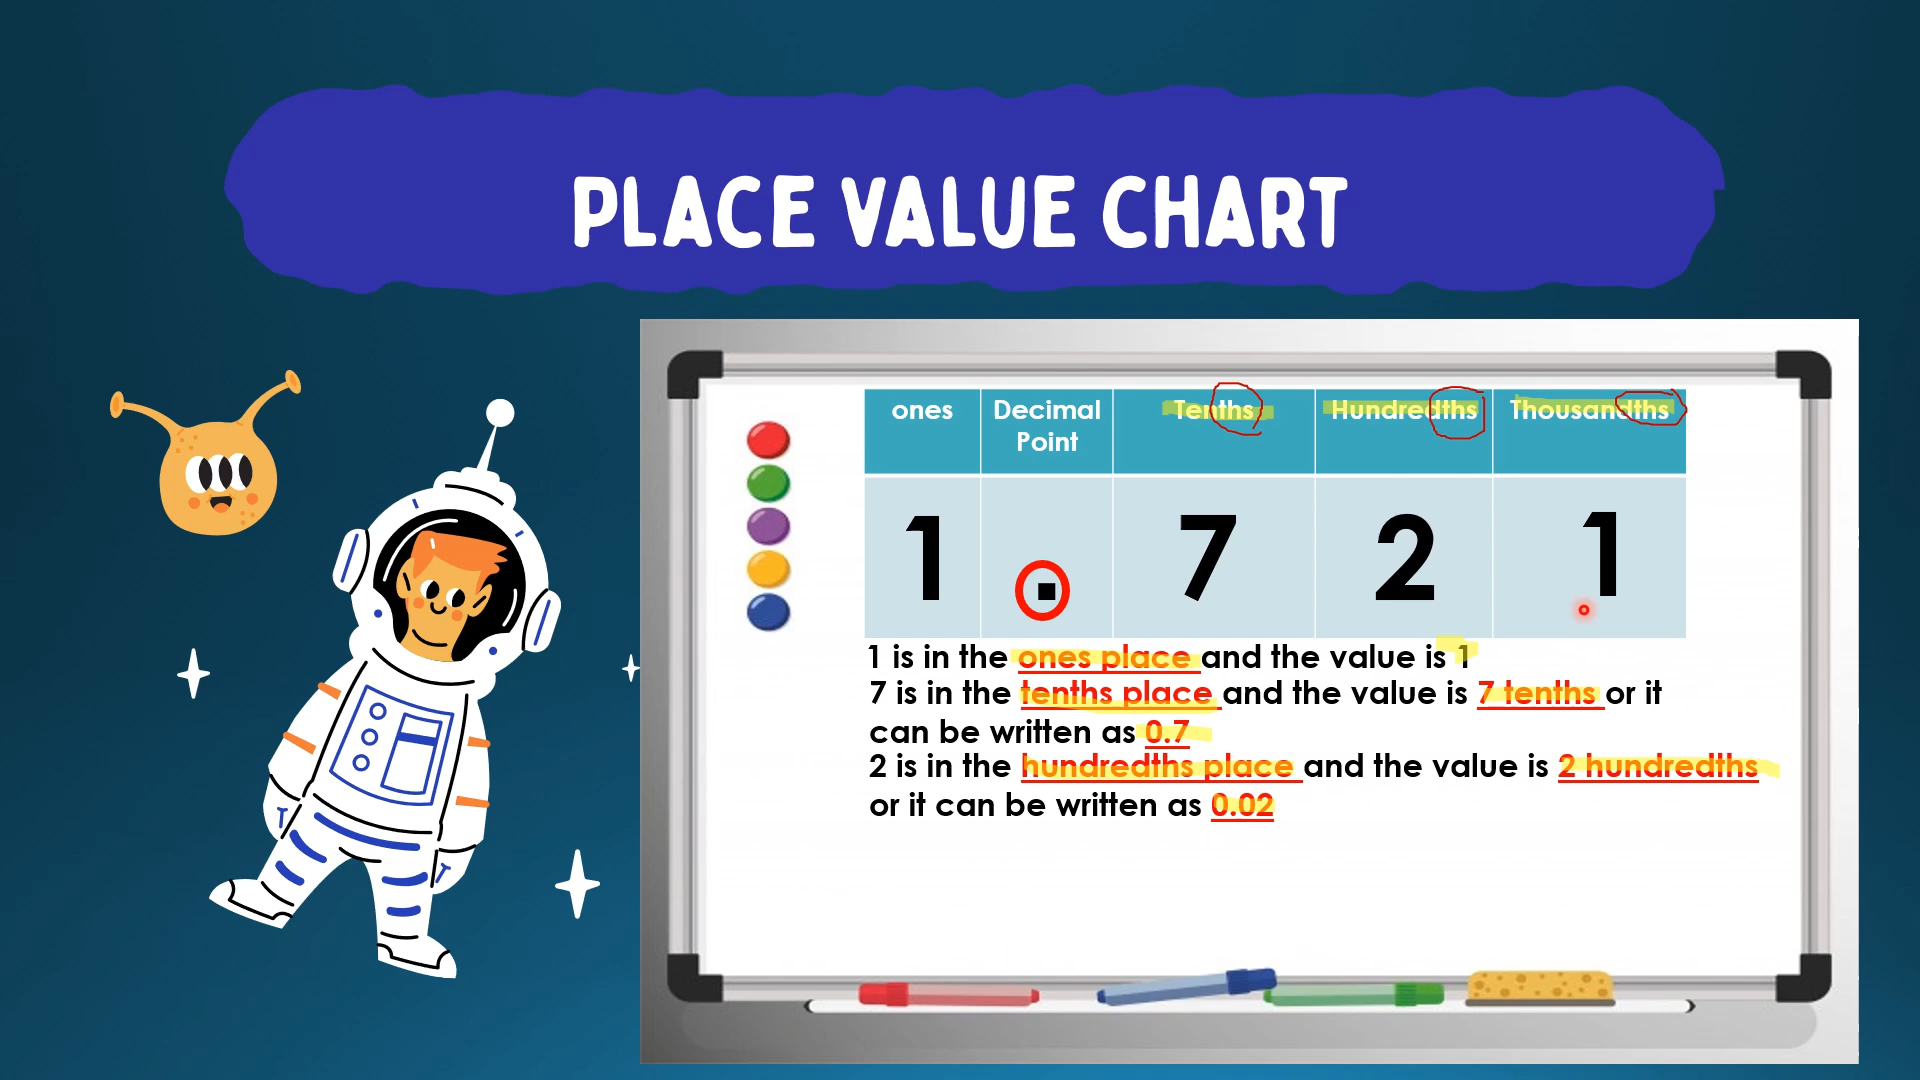 PLACE VALUE CHART
ones Decimal Point Tenths Hundredths Thousandths
1 . 7 2 1
1 is in the ones place and the value is 1
7 is in the tenths place and the value is 7 tenths or it
can be written as 0.7
2 is in the hundredths place and the value is 2 hundredths
or it can be written as 0.02